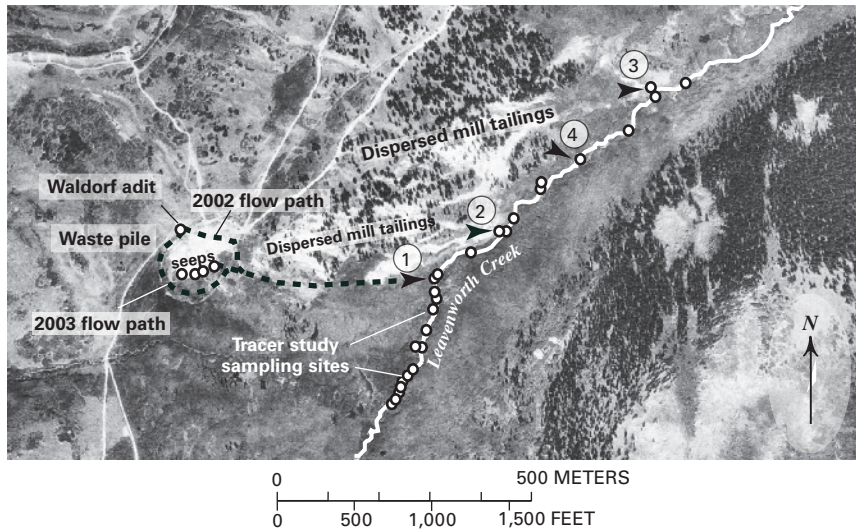 3
4
Dispersed mill tailings
Waldorf adit
2002 flow path
2
Waste pile
Dispersed mill tailings
seeps
1
2003 flow path
Leavenworth Creek
N
Tracer study
sampling sites
0 500 METERS
0 500 1,000 1,500 FEET